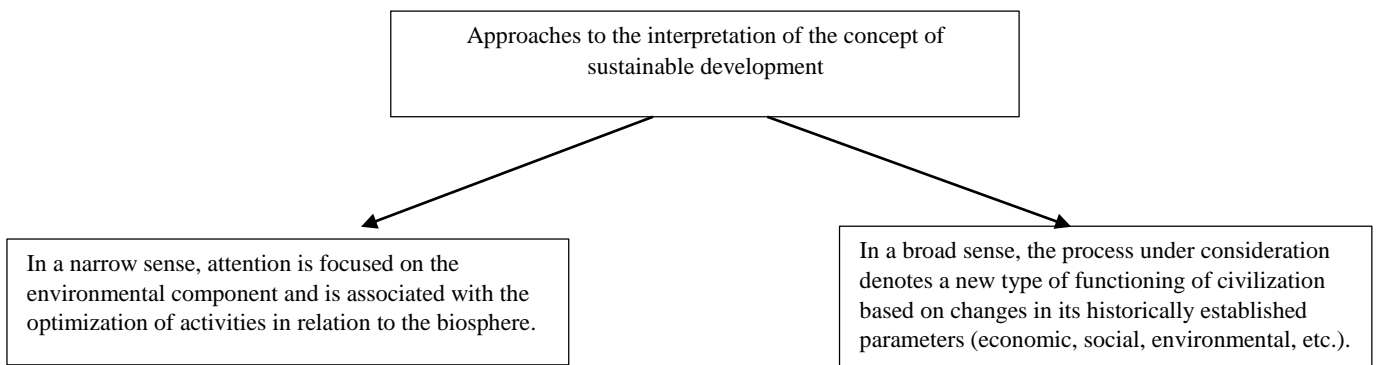 Approaches to the interpretation of the concept of
sustainable development
In a narrow sense, attention is focused on the
environmental component and is associated with the
optimization of activities in relation to the biosphere.
In a broad sense, the process under consideration
denotes a new type of functioning of civilization
based on changes in its historically established
parameters (economic, social, environmental, etc.).